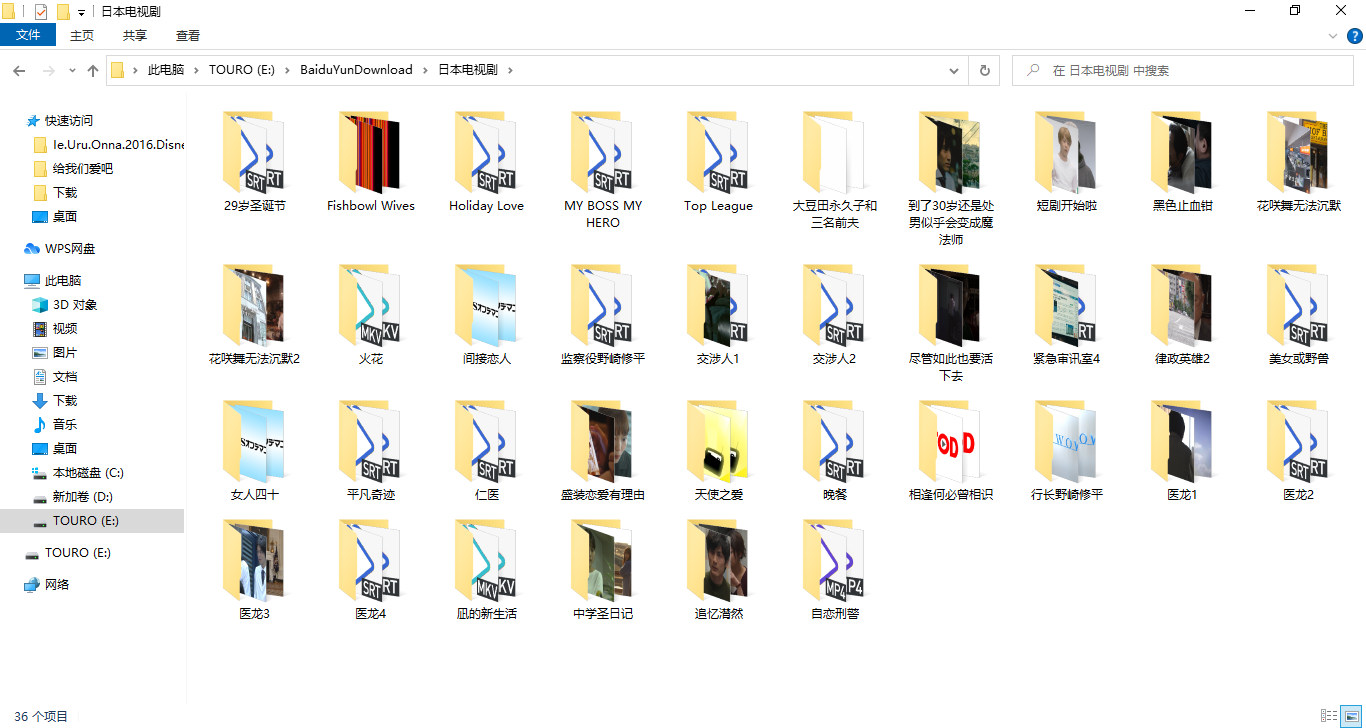 日本电视剧
文件 主页 共享 查看
此电脑 TOURO (E:) BaiduYunDownload 日本电视剧
在 日本电视剧 中搜索
快速访问
Ie.Uru.Onna.2016.Disne
给我们爱吧
下载
桌面
WPS网盘
此电脑
3D 对象
视频
图片
文档
下载
音乐
桌面
本地磁盘 (C:)
新加卷 (D:)
TOURO (E:)
TOURO (E:)
网络
29岁圣诞节
Fishbowl Wives
Holiday Love
MY BOSS MY
HERO
Top League
大豆田永久子和
三名前夫
到了30岁还是处
男似乎会变成魔
法师
短剧开始啦
黑色止血钳
花咲舞无法沉默
花咲舞无法沉默2
火花
间接恋人
监察役野崎修平
交涉人1
交涉人2
尽管如此也要活
下去
紧急审讯室4
律政英雄2
美女或野兽
女人四十
平凡奇迹
仁医
盛装恋爱有理由
天使之爱
晚餐
相逢何必曾相识
行长野崎修平
医龙1
医龙2
医龙3
医龙4
凪的新生活
中学圣日记
追忆潸然
自恋刑警
36 个项目